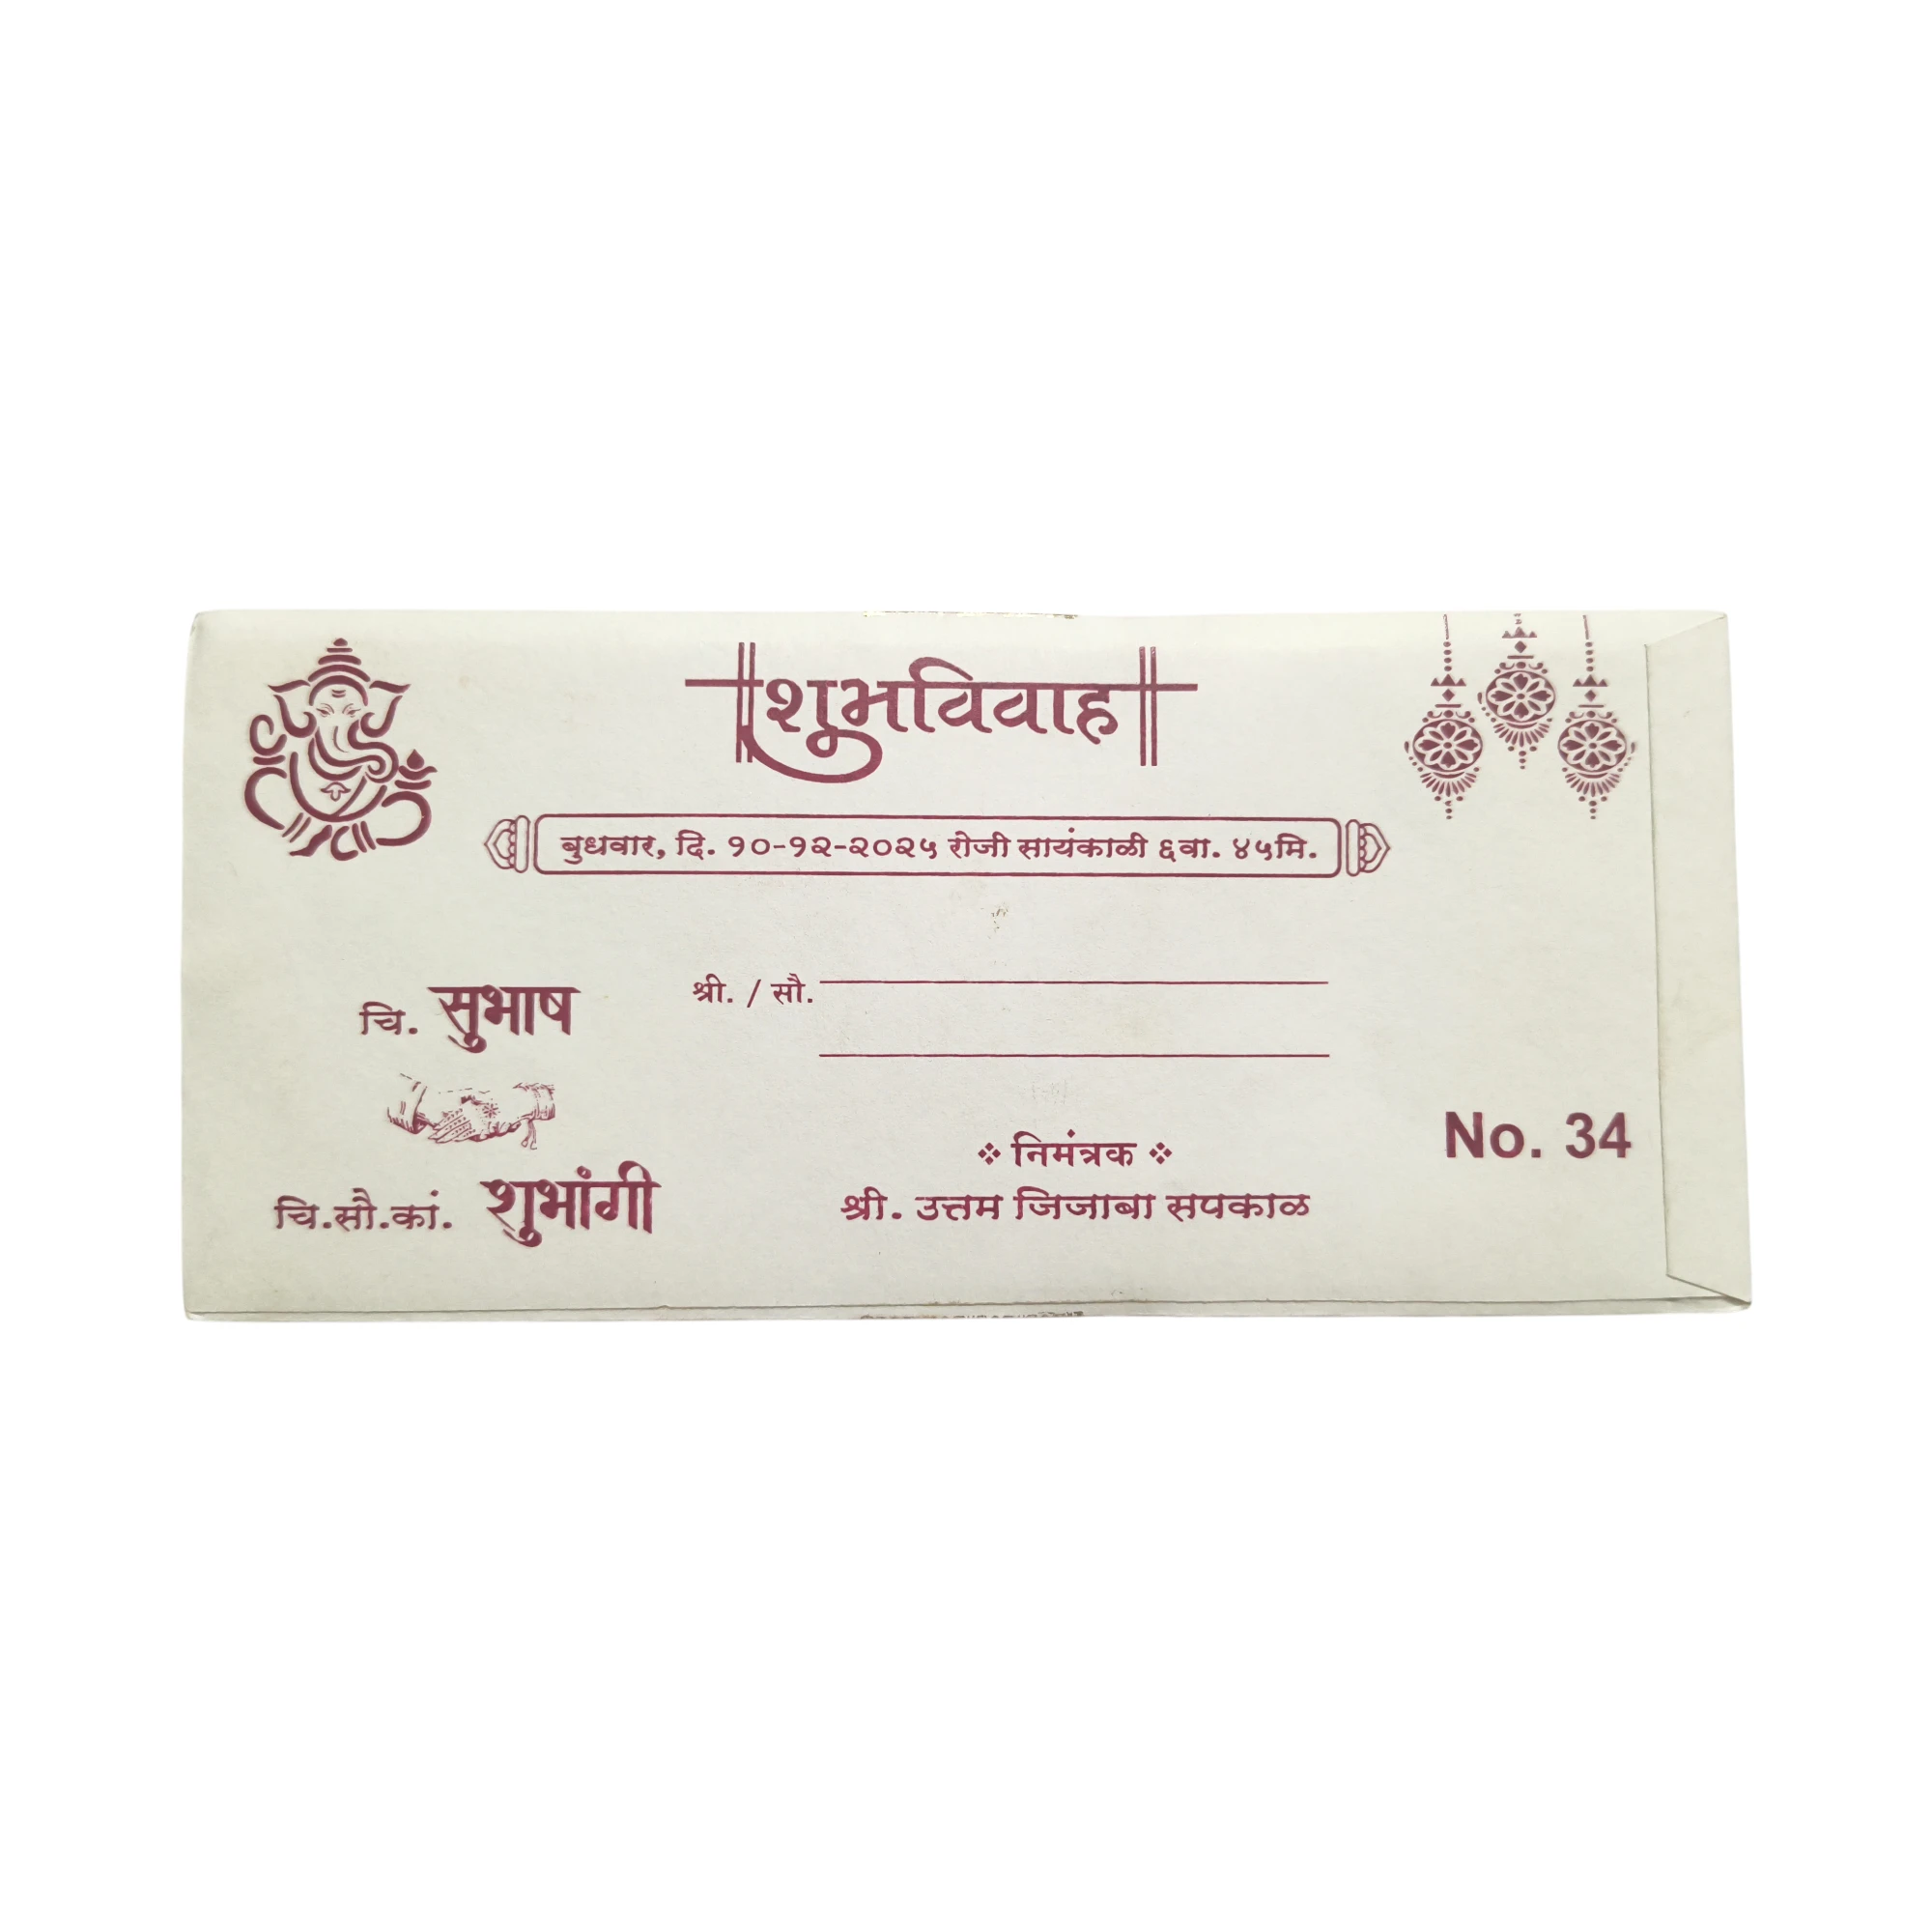 शुभविवाह
बुधवार, दि. १०-१२-२०२५ रोजी सायंकाळी ६वा. ४५मि.
श्री. / सौ.
चि. सुभाष
चि.सौ.कां. शुभांगी
निमंत्रक
श्री. उत्तम जिजाबा सपकाळ
No. 34